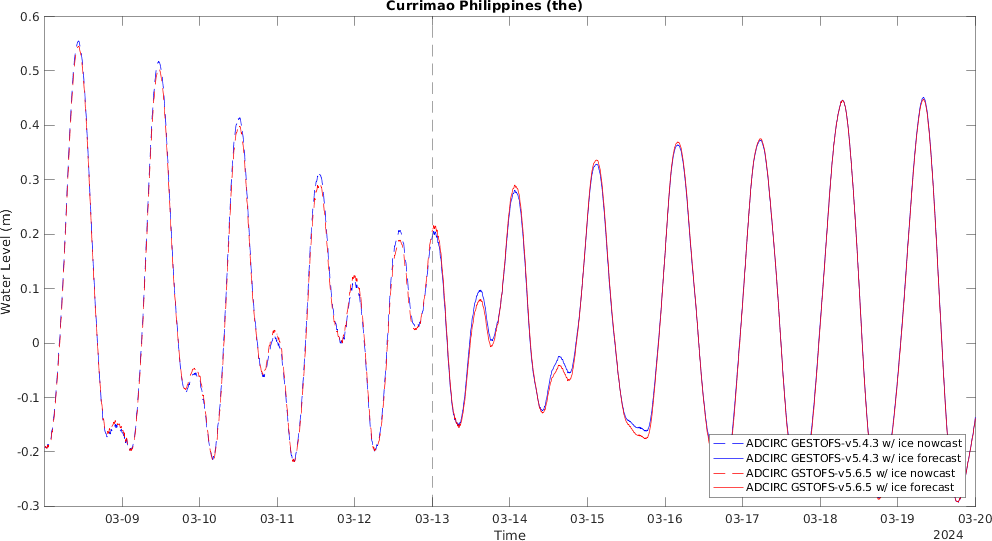 Currimao Philippines (the)
0.6
0.5
0.4
0.3
0.2
0.1
0
-0.1
-0.2
-0.3
Water Level (m)
ADCIRC GESTOFS-v5.4.3 w/ ice nowcast
ADCIRC GESTOFS-v5.4.3 w/ ice forecast
ADCIRC GSTOFS-v5.6.5 w/ ice nowcast
ADCIRC GSTOFS-v5.6.5 w/ ice forecast
03-09 03-10 03-11 03-12 03-13 03-14 03-15 03-16 03-17 03-18 03-19 03-20
Time
2024